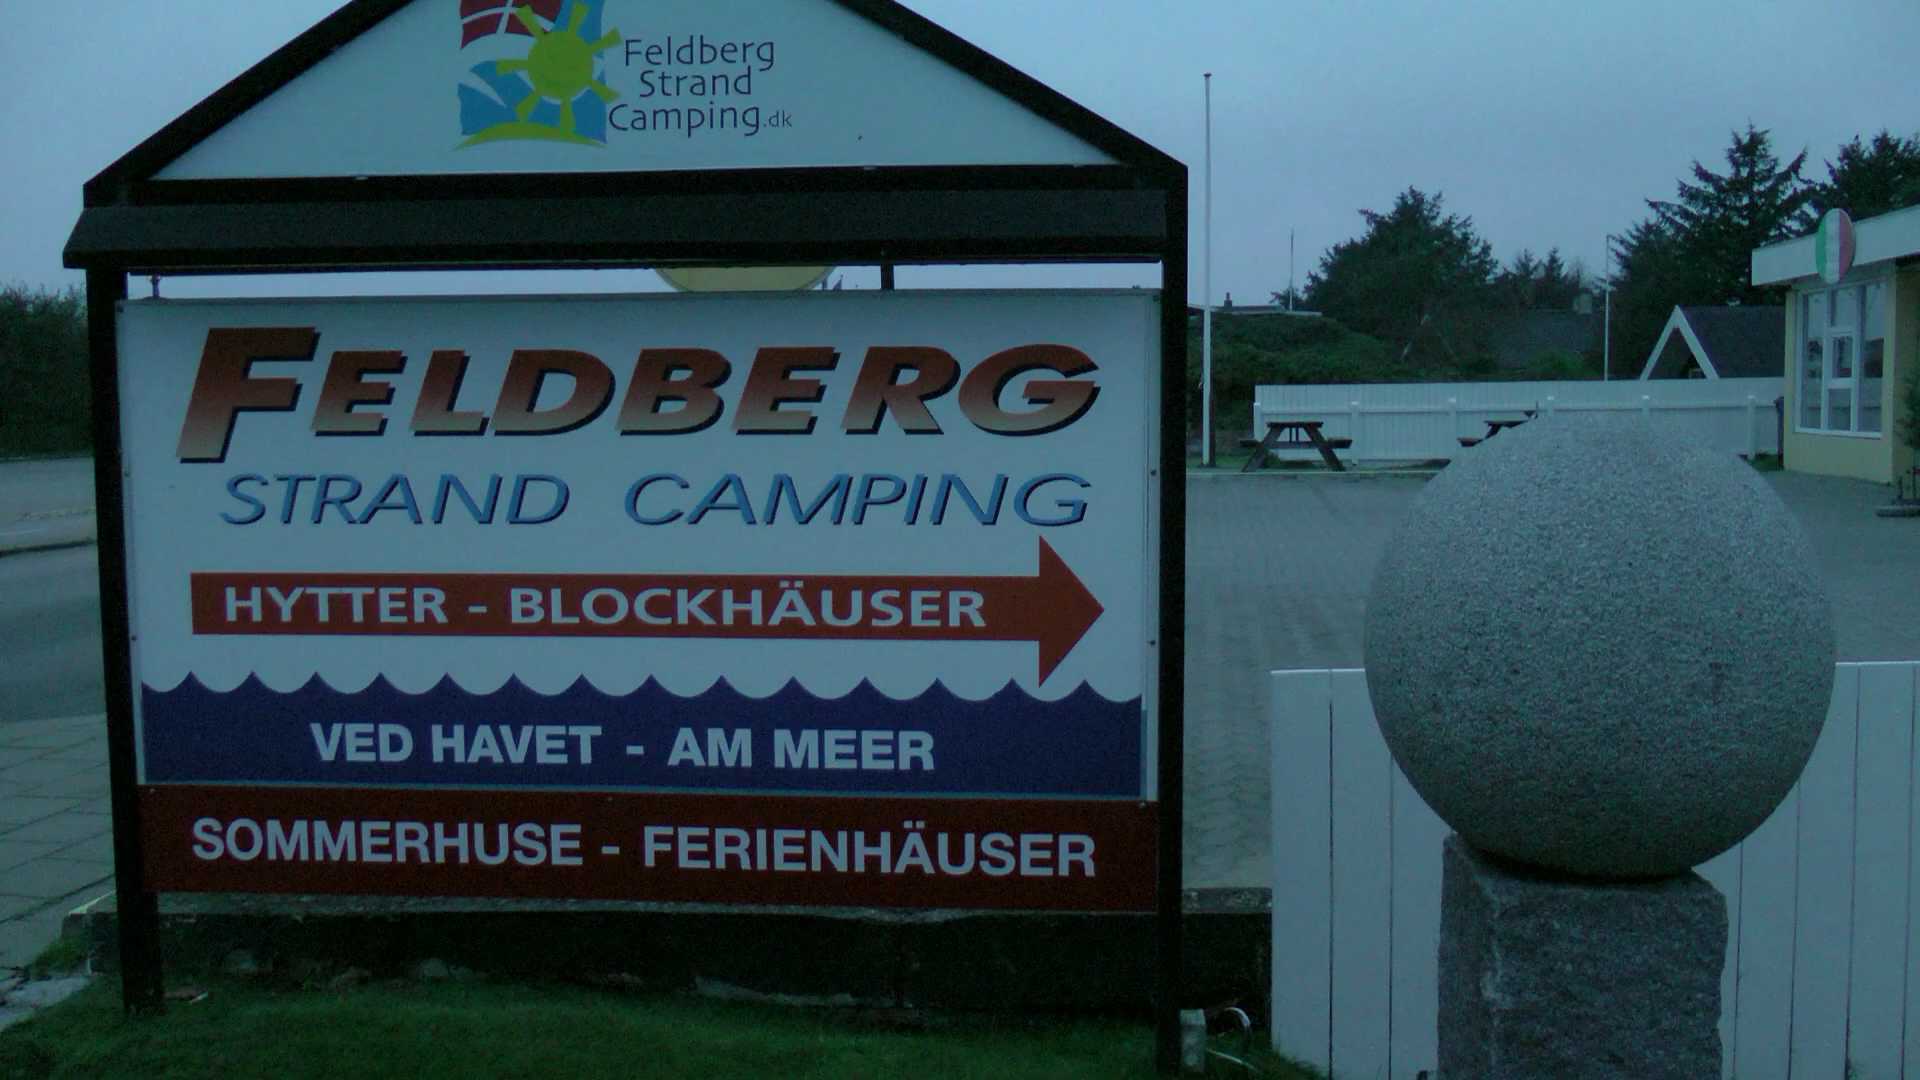 Feldberg
Strand
Camping.dk
FELDBERG
STRAND CAMPING
HYTTER - BLOCKHÄUSER
VED HAVET - AM MEER
SOMMERHUSE - FERIENHÄUSER